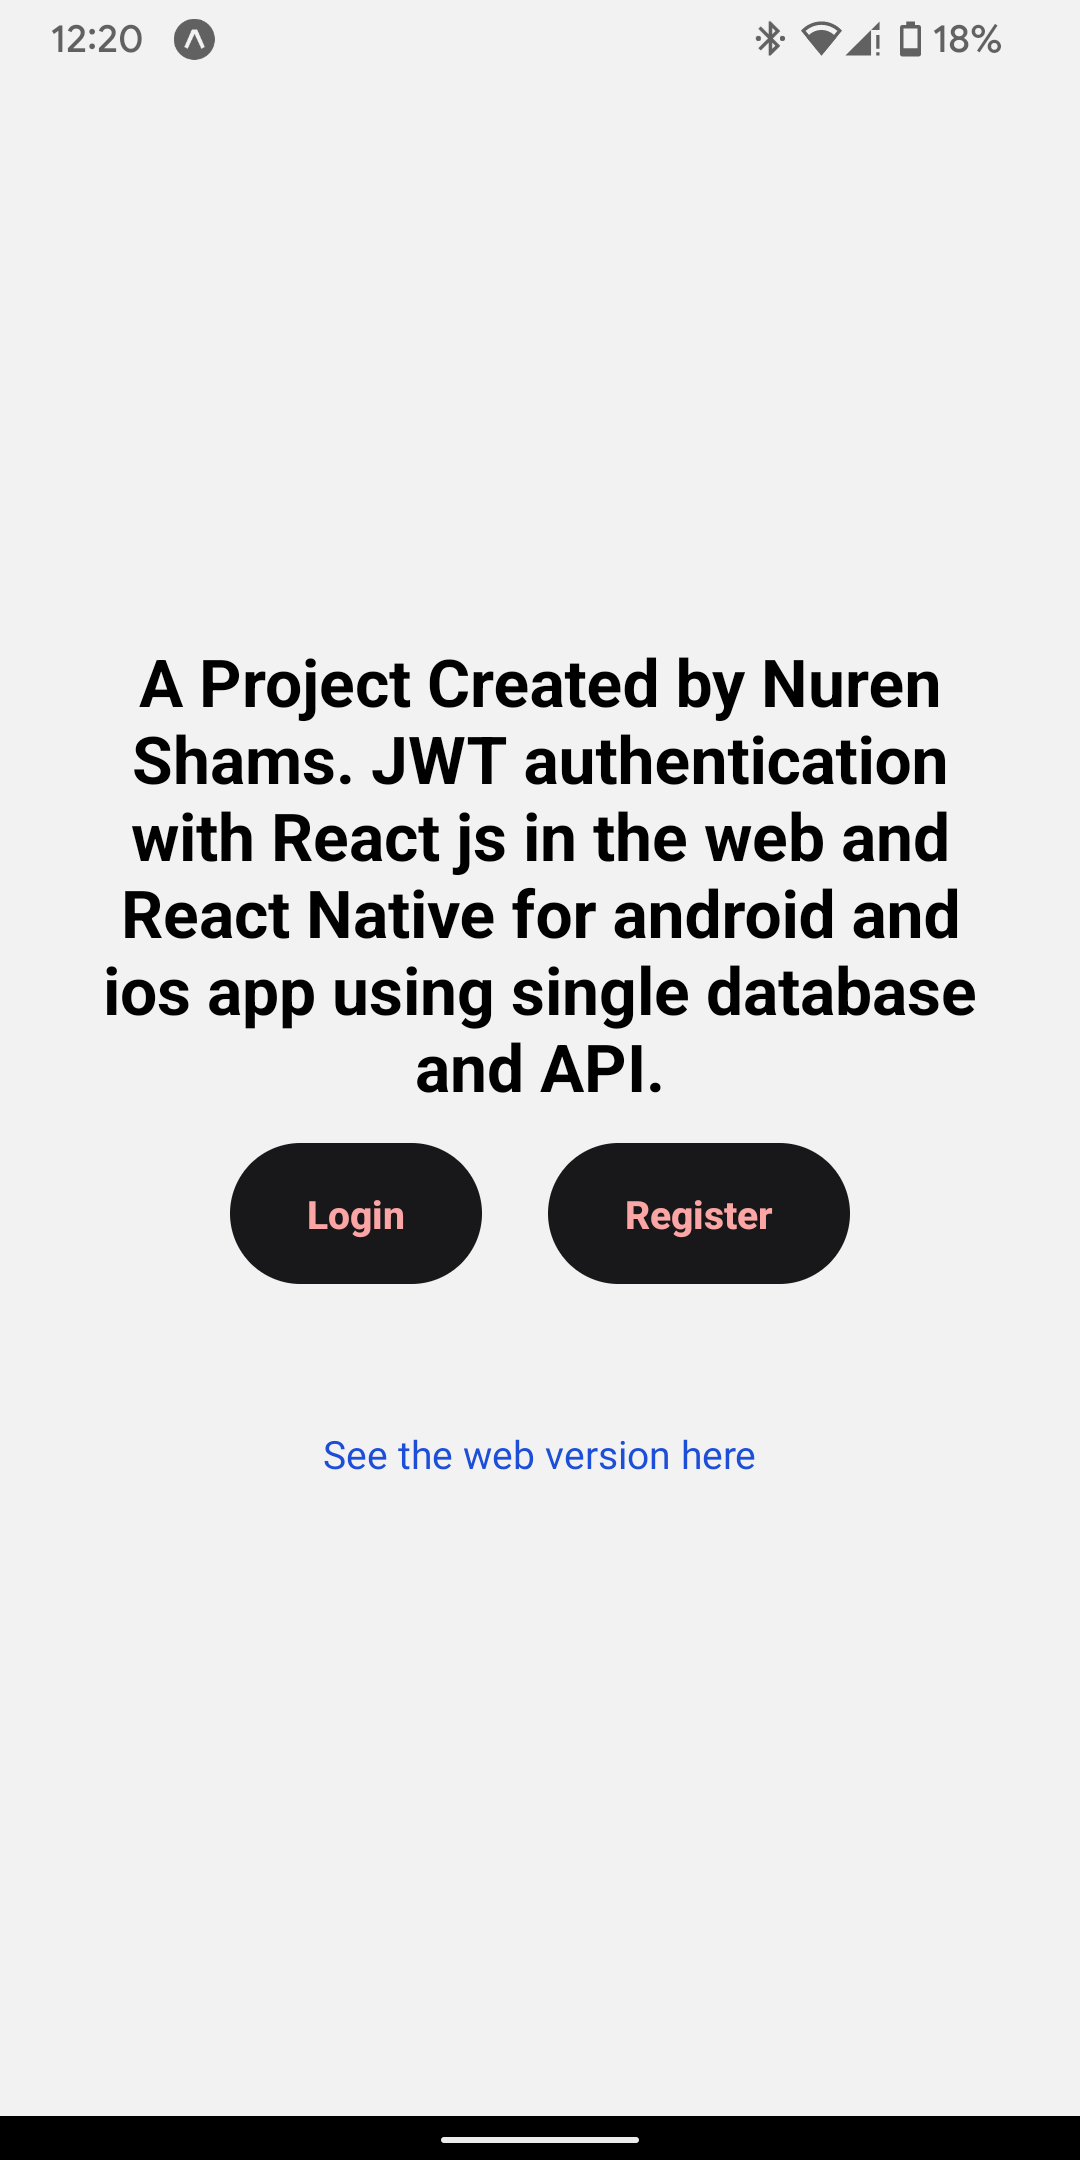 12:20 18%
A Project Created by Nuren
Shams. JWT authentication
with React js in the web and
React Native for android and
ios app using single database
and API.
Login Register
See the web version here